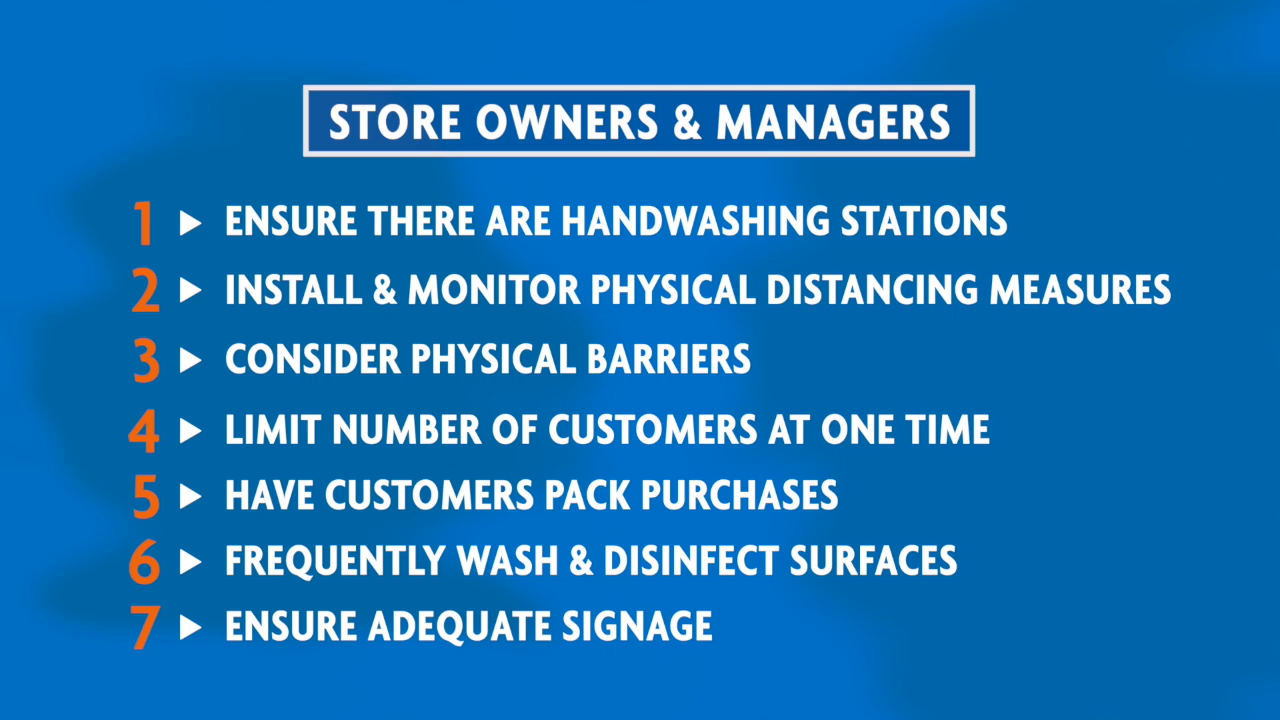 STORE OWNERS & MANAGERS
1 ▶ ENSURE THERE ARE HANDWASHING STATIONS
2 ▶ INSTALL & MONITOR PHYSICAL DISTANCING MEASURES
3 ▶ CONSIDER PHYSICAL BARRIERS
4 ▶ LIMIT NUMBER OF CUSTOMERS AT ONE TIME
5 ▶ HAVE CUSTOMERS PACK PURCHASES
6 ▶ FREQUENTLY WASH & DISINFECT SURFACES
7 ▶ ENSURE ADEQUATE SIGNAGE